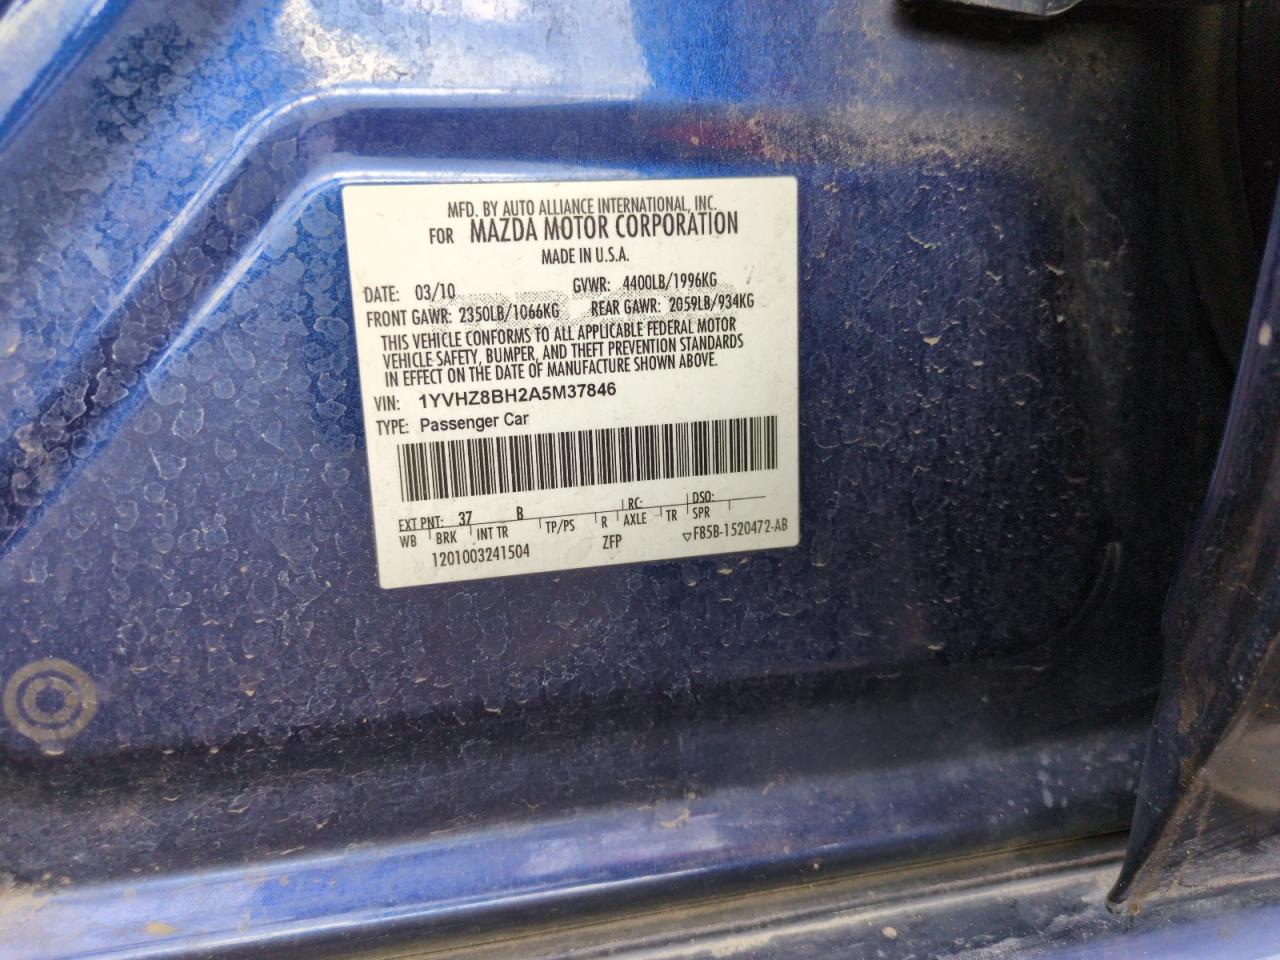 MFD. BY AUTO ALLIANCE INTERNATIONAL, INC.
FOR MAZDA MOTOR CORPORATION
MADE IN U.S.A.
DATE: 03/10 GVWR: 4400LB/1996KG
FRONT GAWR: 2350LB/1066KG REAR GAWR: 2059LB/934KG
THIS VEHICLE CONFORMS TO ALL APPLICABLE FEDERAL MOTOR
VEHICLE SAFETY, BUMPER, AND THEFT PREVENTION STANDARDS
IN EFFECT ON THE DATE OF MANUFACTURE SHOWN ABOVE.
VIN: 1YVHZ8BH2A5M37846
TYPE: Passenger Car
EXT PNT: 37 B RC: DSO:
WB BRK INT TR TP/PS R AXLE TR SPR
1201003241504 ZFP ▽F85B-1520472-AB